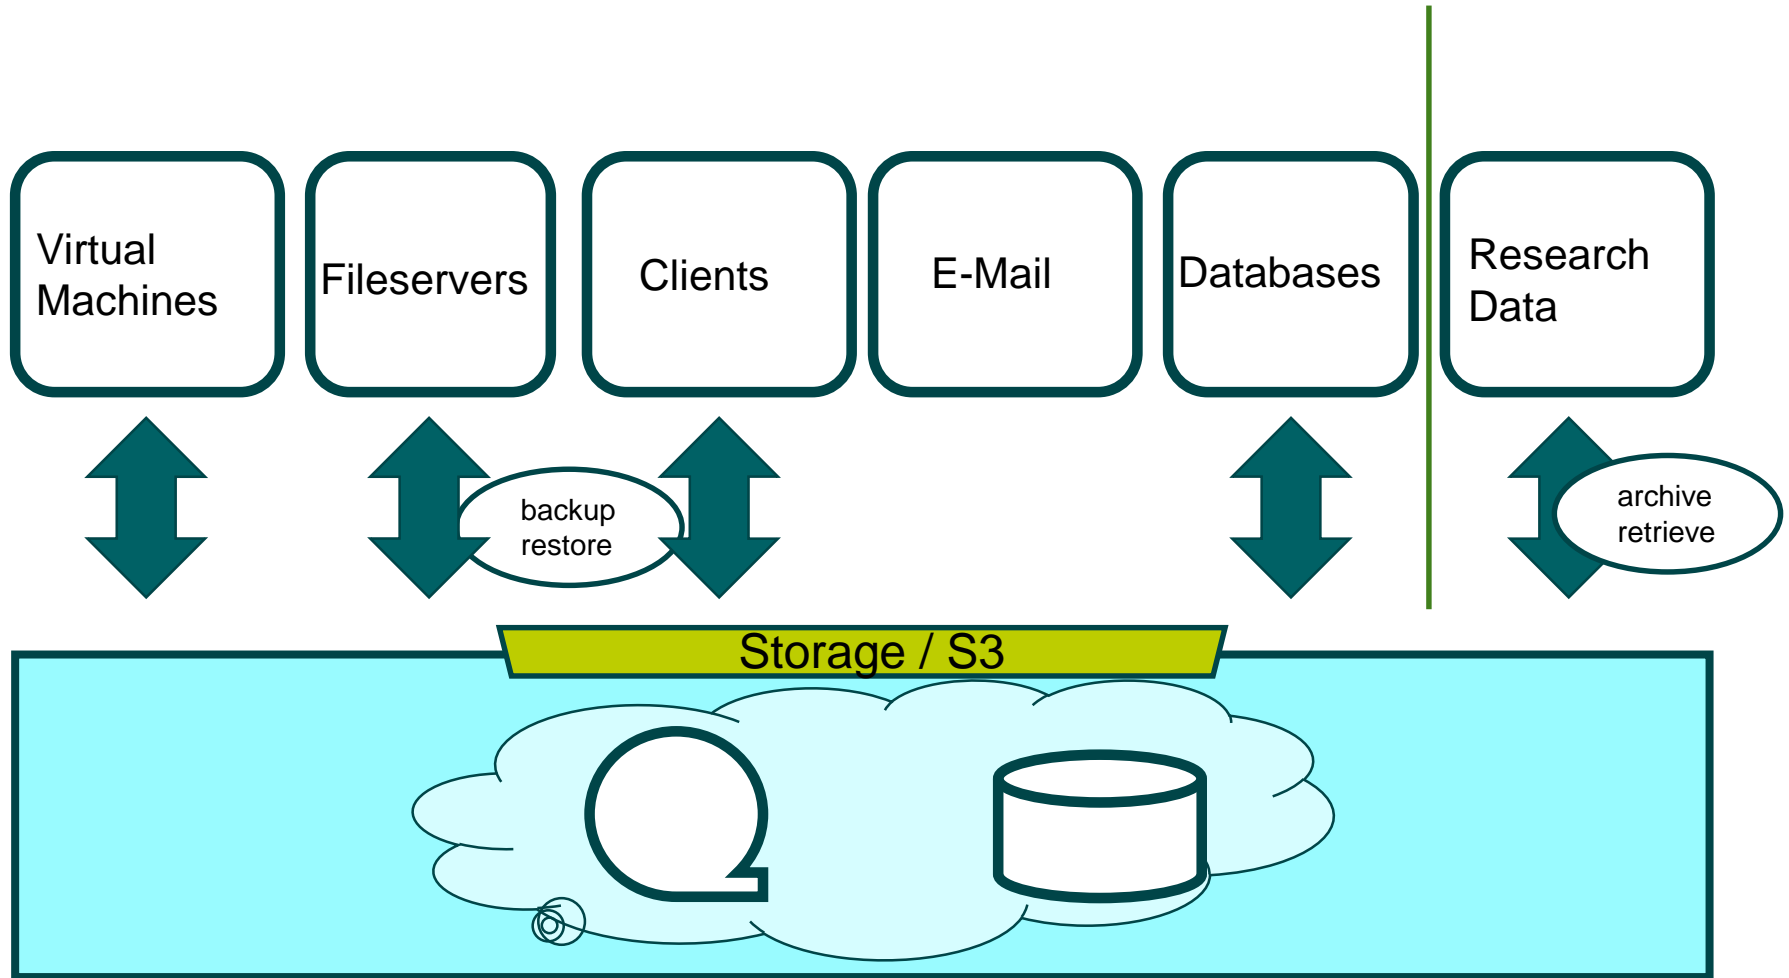 Virtual
Machines
Fileservers
Clients
E-Mail
Databases
Research
Data
backup
restore
archive
retrieve
Storage / S3